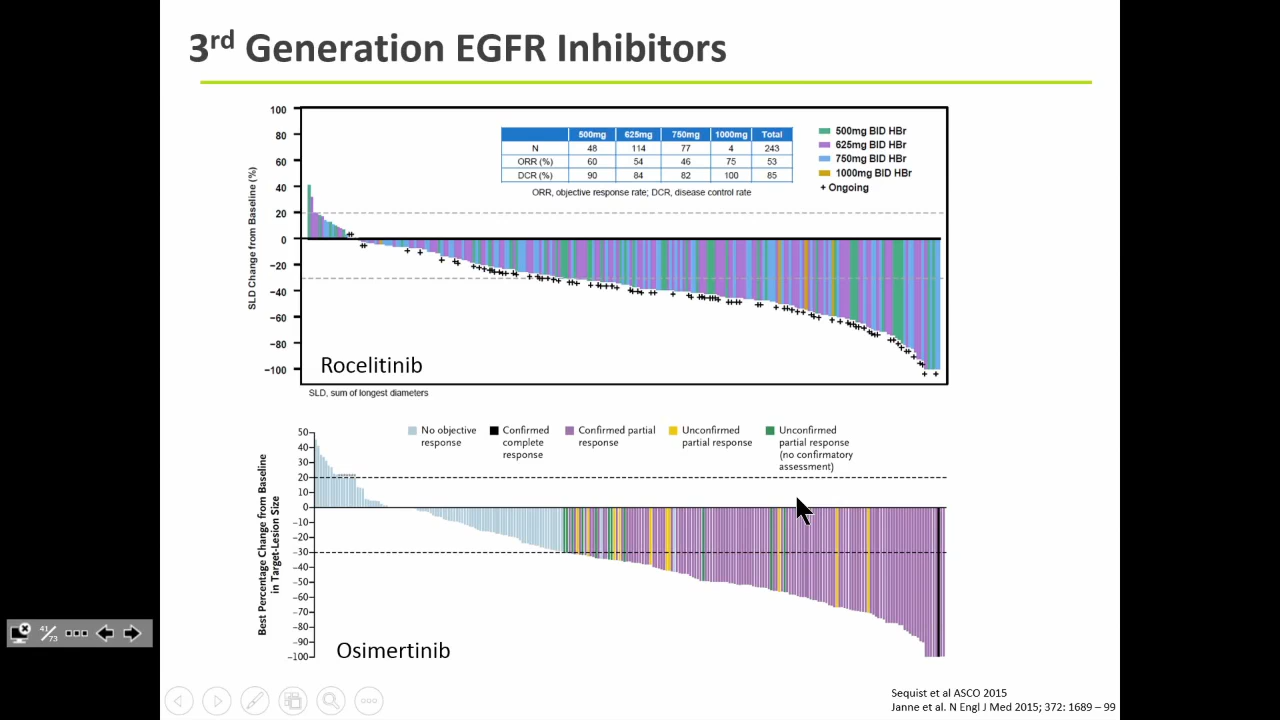 3rd Generation EGFR Inhibitors
100
80
60
40
20
0
−20
−40
−60
−80
−100
SLD Change from Baseline (%)
500mg 625mg 750mg 1000mg Total
N 48 114 77 4 243
ORR (%) 60 54 46 75 53
DCR (%) 90 84 82 100 85
ORR, objective response rate; DCR, disease control rate
500mg BID HBr
625mg BID HBr
750mg BID HBr
1000mg BID HBr
+ Ongoing
Rocelitinib
SLD, sum of longest diameters
No objective response
Confirmed complete response
Confirmed partial response
Unconfirmed partial response
Unconfirmed partial response (no confirmatory assessment)
50
40
30
20
10
0
−10
−20
−30
−40
−50
−60
−70
−80
−90
−100
Best Percentage Change from Baseline
in Target-Lesion Size
Osimertinib
41/73
Sequist et al ASCO 2015
Janne et al. N Engl J Med 2015; 372: 1689 – 99